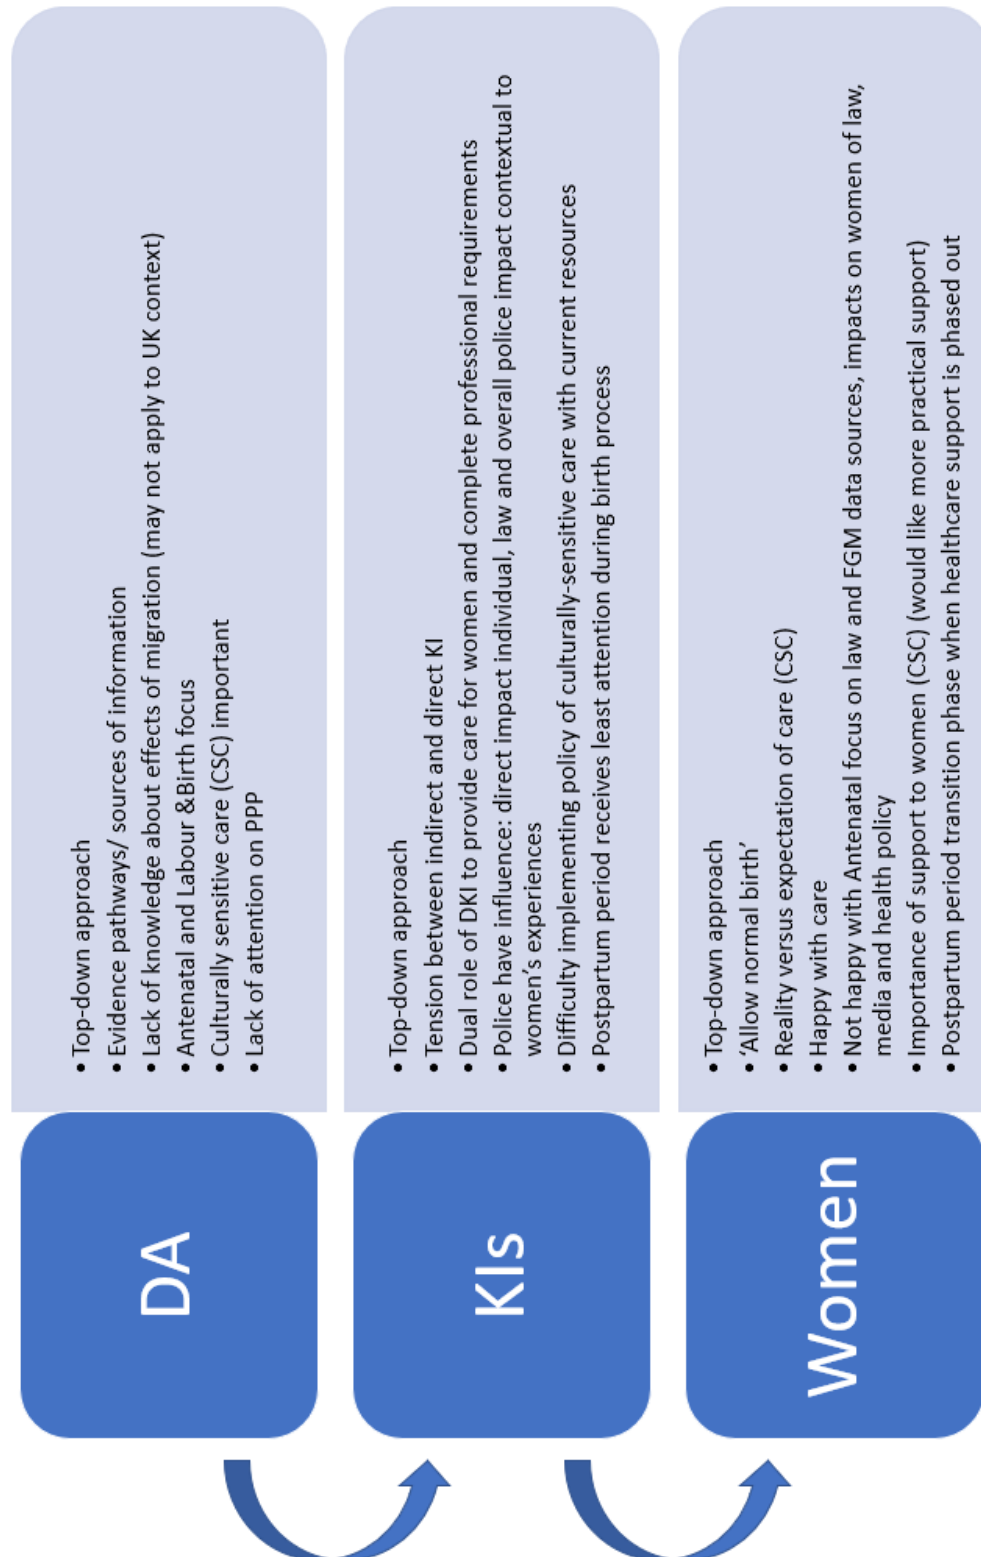 DA
• Top-down approach
• Evidence pathways/ sources of information
• Lack of knowledge about effects of migration (may not apply to UK context)
• Antenatal and Labour &Birth focus
• Culturally sensitive care (CSC) important
• Lack of attention on PPP
KIs
• Top-down approach
• Tension between indirect and direct KI
• Dual role of DKI to provide care for women and complete professional requirements
• Police have influence: direct impact individual, law and overall police impact contextual to
women's experiences
• Difficulty implementing policy of culturally-sensitive care with current resources
• Postpartum period receives least attention during birth process
Women
• Top-down approach
• 'Allow normal birth'
• Reality versus expectation of care (CSC)
• Happy with care
• Not happy with Antenatal focus on law and FGM data sources, impacts on women of law,
media and health policy
• Importance of support to women (CSC) (would like more practical support)
• Postpartum period transition phase when healthcare support is phased out